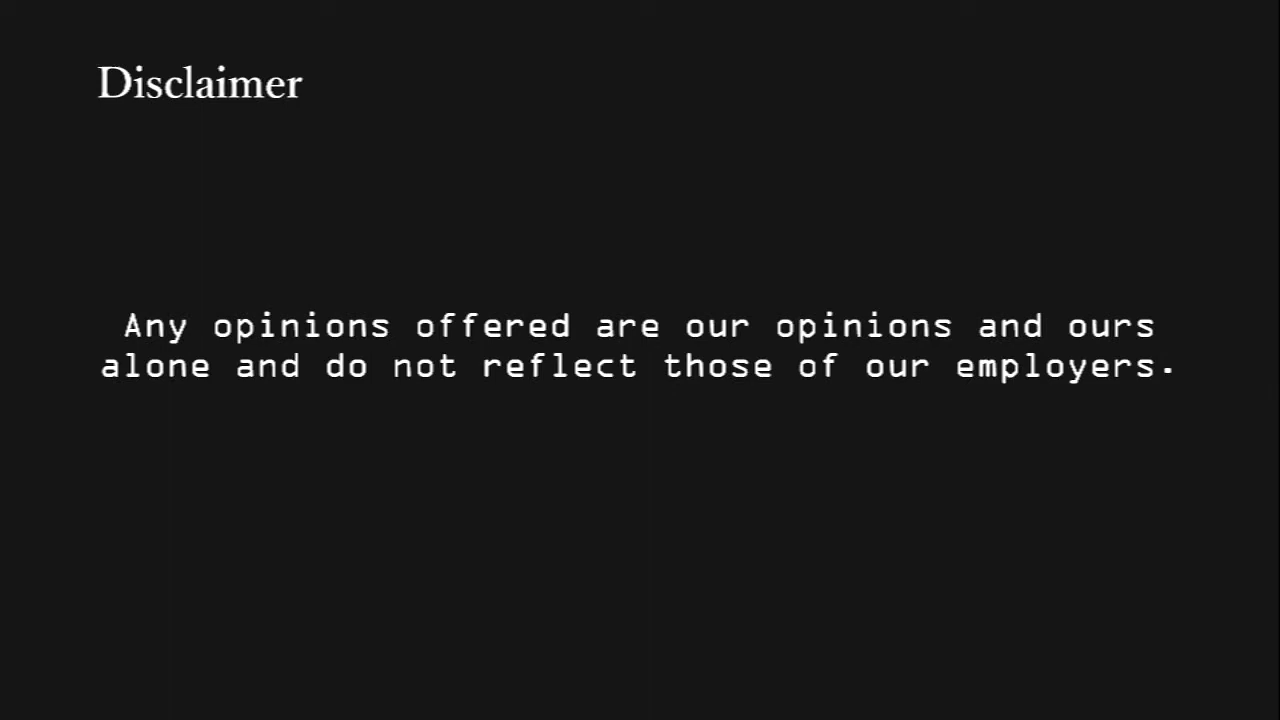 Disclaimer
Any opinions offered are our opinions and ours
alone and do not reflect those of our employers.